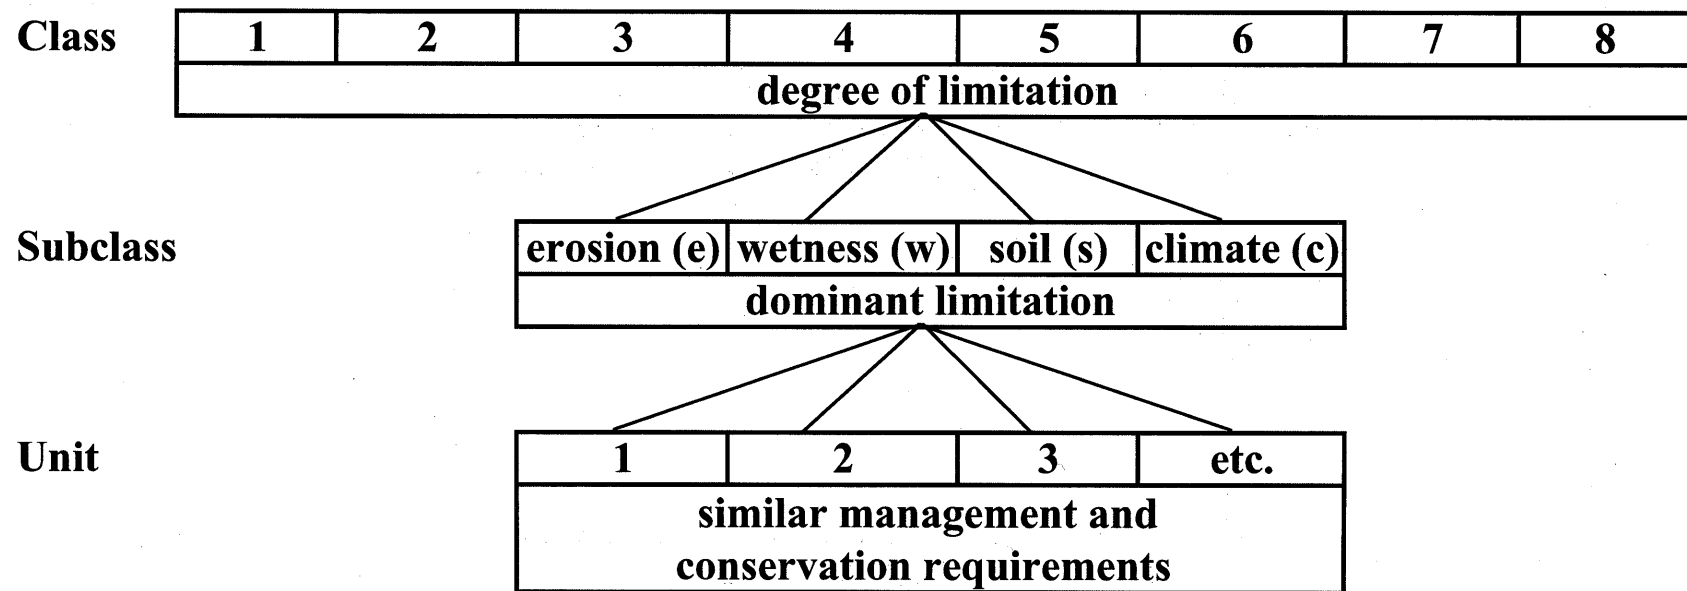 Class 1 2 3 4 5 6 7 8
degree of limitation
Subclass erosion (e) wetness (w) soil (s) climate (c)
dominant limitation
Unit 1 2 3 etc.
similar management and
conservation requirements